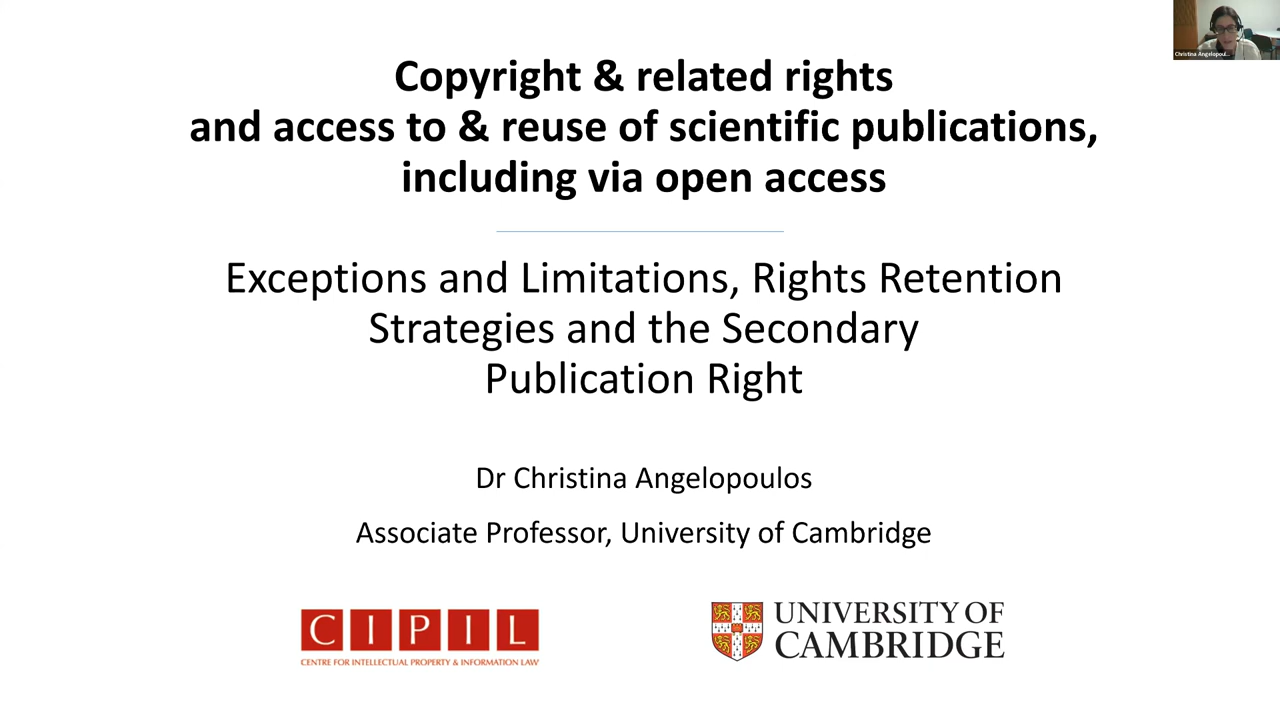 Christina Angelopoul...
Copyright & related rights
and access to & reuse of scientific publications,
including via open access
Exceptions and Limitations, Rights Retention
Strategies and the Secondary
Publication Right
Dr Christina Angelopoulos
Associate Professor, University of Cambridge
CIPIL
CENTRE FOR INTELLECTUAL PROPERTY & INFORMATION LAW
UNIVERSITY OF
CAMBRIDGE